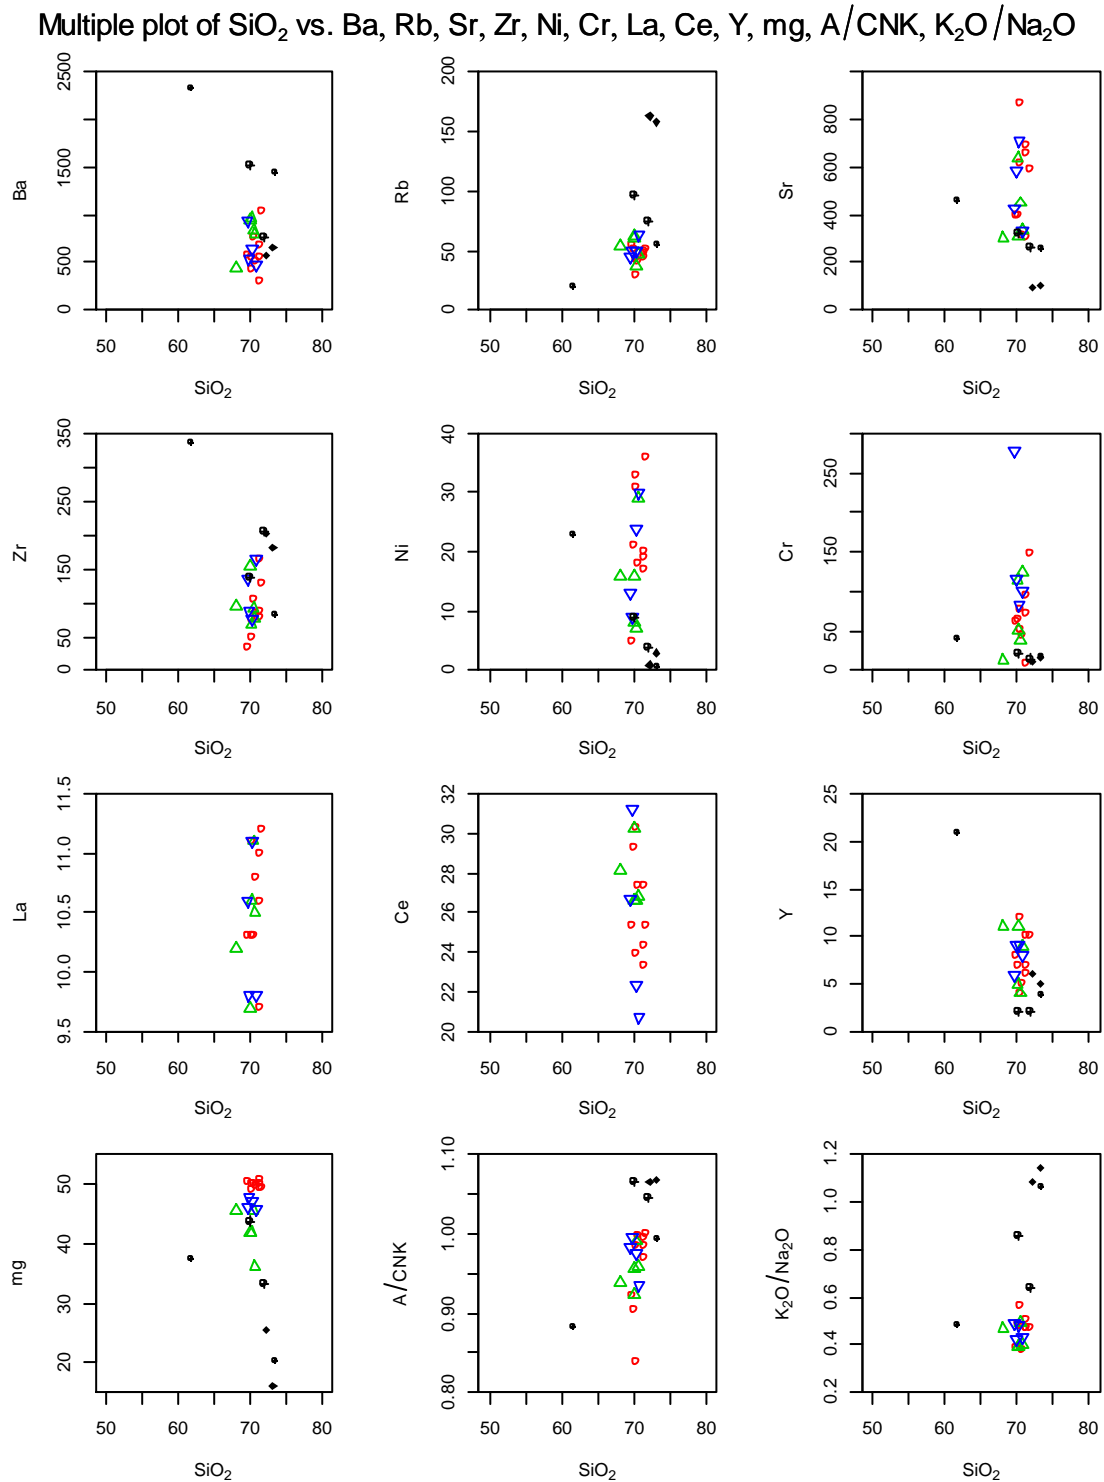 Multiple plot of SiO₂ vs. Ba, Rb, Sr, Zr, Ni, Cr, La, Ce, Y, mg, A/CNK, K₂O/Na₂O
Ba
0 500 1500 2500
50 60 70 80
SiO₂
Rb
0 50 100 150 200
50 60 70 80
SiO₂
Sr
0 200 400 600 800
50 60 70 80
SiO₂
Zr
0 50 150 250 350
50 60 70 80
SiO₂
Ni
0 10 20 30 40
50 60 70 80
SiO₂
Cr
0 50 150 250
50 60 70 80
SiO₂
La
9.5 10.0 10.5 11.0 11.5
50 60 70 80
SiO₂
Ce
20 22 24 26 28 30 32
50 60 70 80
SiO₂
Y
0 5 10 15 20 25
50 60 70 80
SiO₂
mg
20 30 40 50
50 60 70 80
SiO₂
A/CNK
0.80 0.90 1.00 1.10
50 60 70 80
SiO₂
K₂O/Na₂O
0.2 0.4 0.6 0.8 1.0 1.2
50 60 70 80
SiO₂